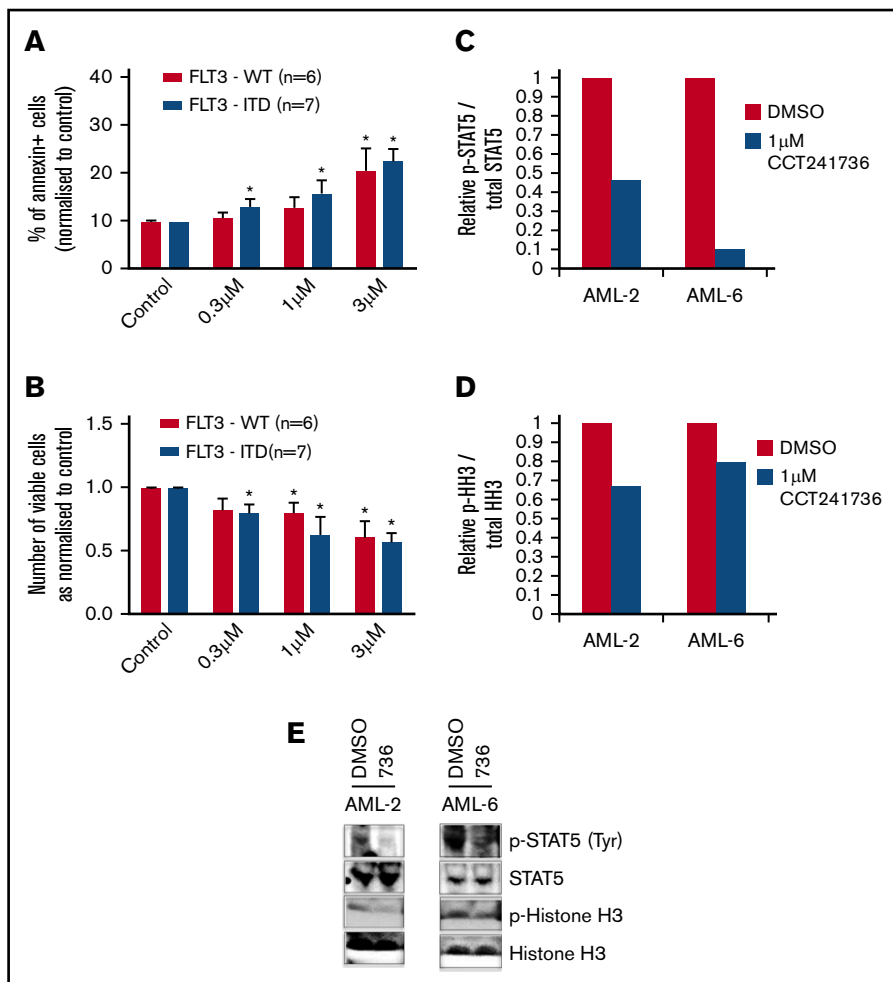 A
% of annexin+ cells
(normalised to control)
40
30
20
10
0
FLT3 - WT (n=6)
FLT3 - ITD (n=7)
*
*
*
*
Control
0.3µM
1µM
3µM
C
Relative p-STAT5 /
total STAT5
1
0.9
0.8
0.7
0.6
0.5
0.4
0.3
0.2
0.1
0
DMSO
1µM
CCT241736
AML-2
AML-6
B
Number of viable cells
as normalised to control
1.5
1.0
0.5
0.0
FLT3 - WT (n=6)
FLT3 - ITD(n=7)
*
*
*
*
*
Control
0.3µM
1µM
3µM
D
Relative p-HH3 /
total HH3
1
0.9
0.8
0.7
0.6
0.5
0.4
0.3
0.2
0.1
0
DMSO
1µM
CCT241736
AML-2
AML-6
E
DMSO
736
DMSO
736
AML-2
AML-6
p-STAT5 (Tyr)
STAT5
p-Histone H3
Histone H3